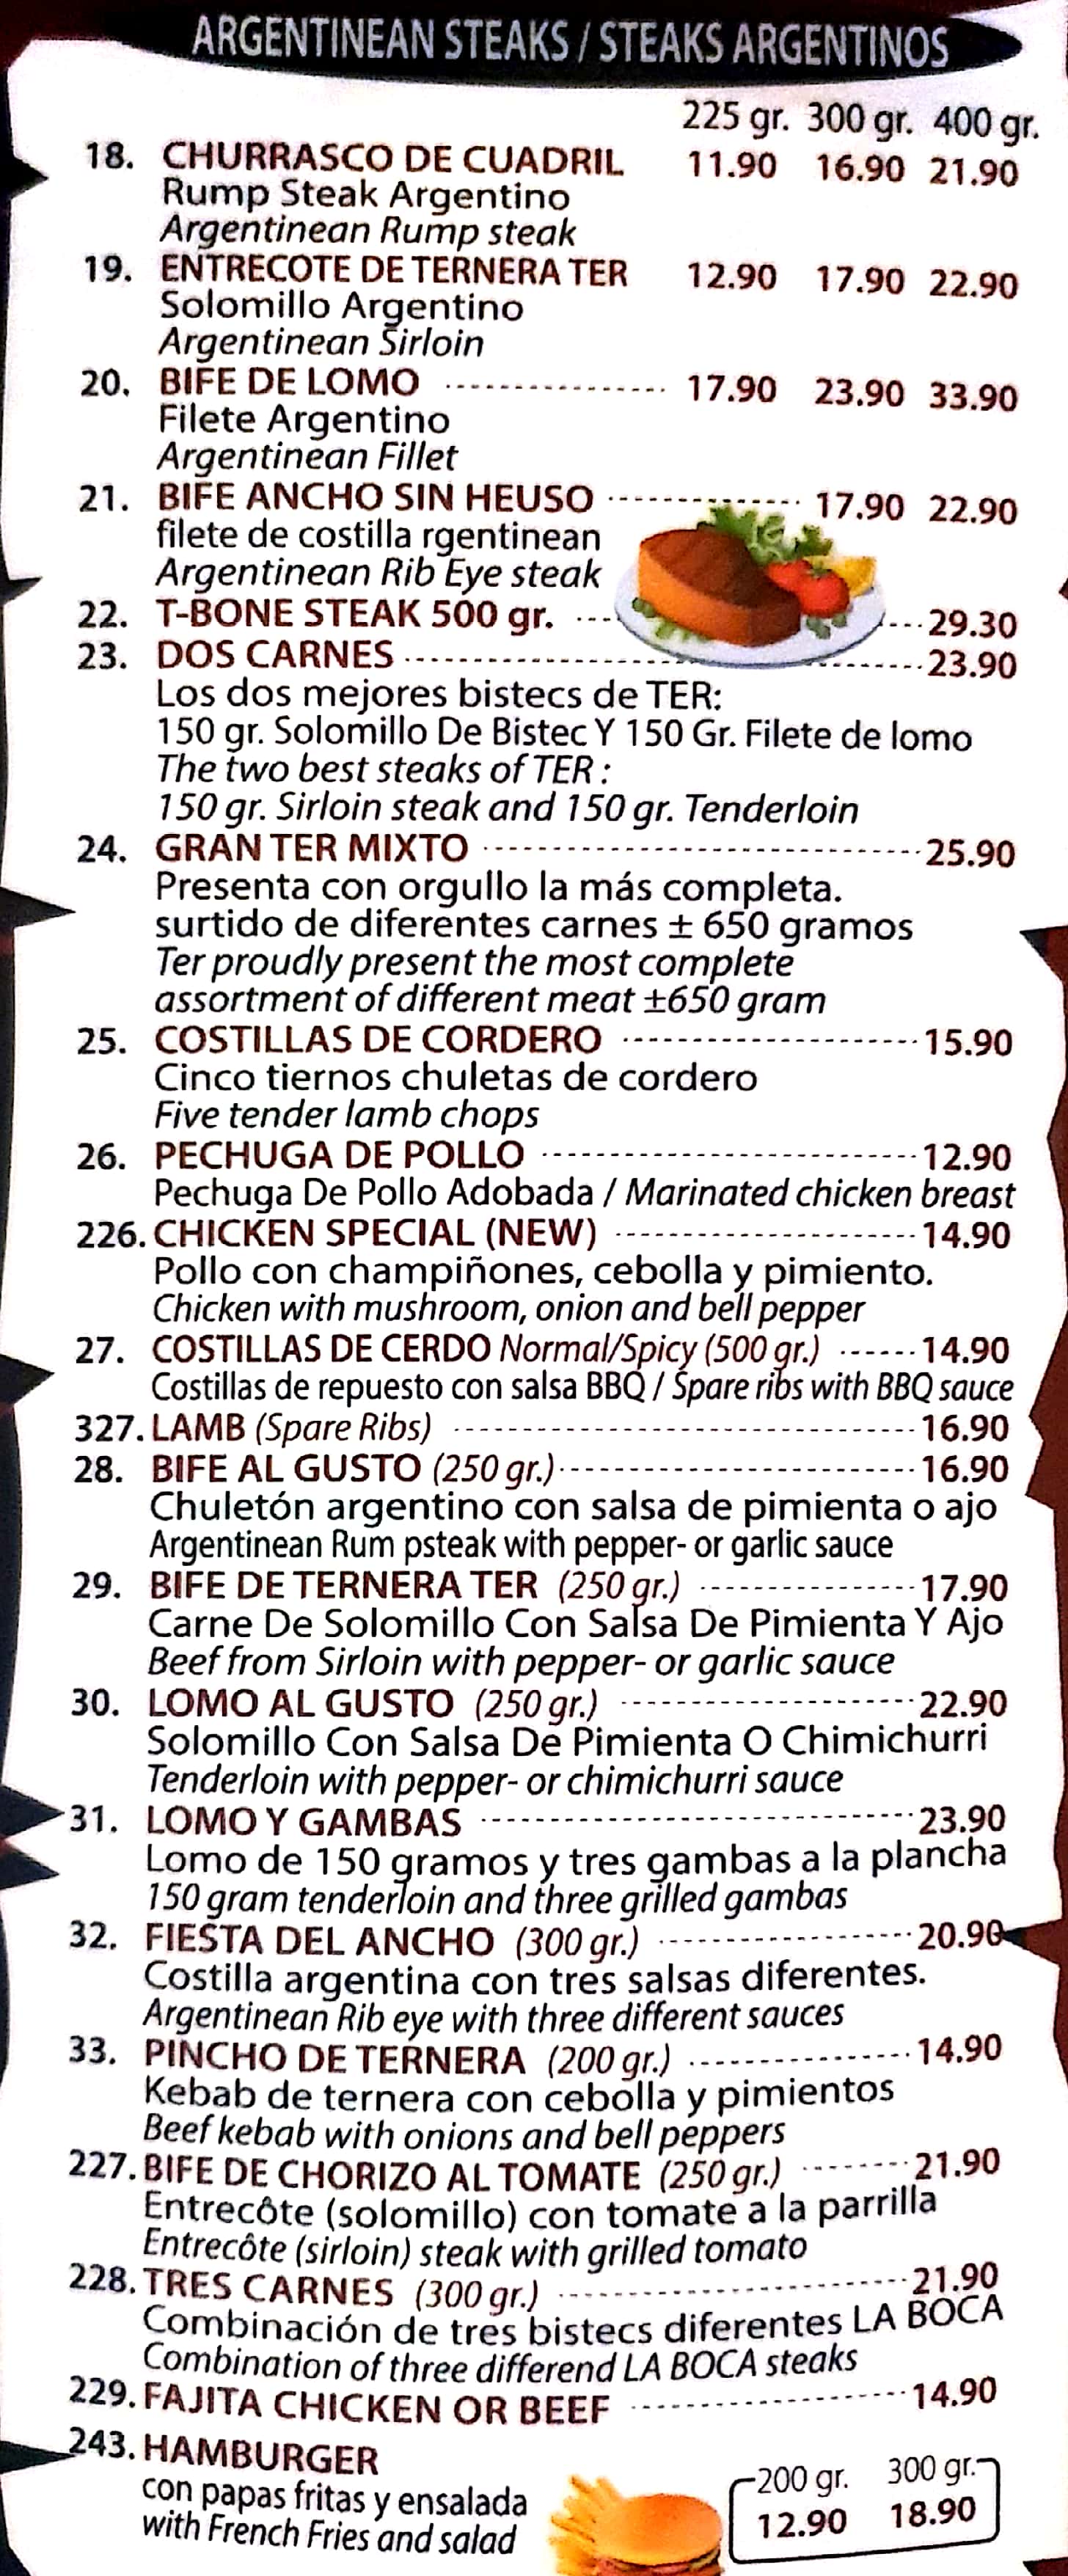 ARGENTINEAN STEAKS / STEAKS ARGENTINOS
225 gr. 300 gr. 400 gr.
18. CHURRASCO DE CUADRIL 11.90 16.90 21.90
Rump Steak Argentino
Argentinean Rump steak
19. ENTRECOTE DE TERNERA TER 12.90 17.90 22.90
Solomillo Argentino
Argentinean Sirloin
20. BIFE DE LOMO 17.90 23.90 33.90
Filete Argentino
Argentinean Fillet
21. BIFE ANCHO SIN HEUSO 17.90 22.90
filete de costilla rgentinean
Argentinean Rib Eye steak
22. T-BONE STEAK 500 gr. 29.30
23. DOS CARNES 23.90
Los dos mejores bistecs de TER:
150 gr. Solomillo De Bistec Y 150 Gr. Filete de lomo
The two best steaks of TER :
150 gr. Sirloin steak and 150 gr. Tenderloin
24. GRAN TER MIXTO 25.90
Presenta con orgullo la más completa.
surtido de diferentes carnes ± 650 gramos
Ter proudly present the most complete
assortment of different meat ±650 gram
25. COSTILLAS DE CORDERO 15.90
Cinco tiernos chuletas de cordero
Five tender lamb chops
26. PECHUGA DE POLLO 12.90
Pechuga De Pollo Adobada / Marinated chicken breast
226. CHICKEN SPECIAL (NEW) 14.90
Pollo con champiñones, cebolla y pimiento.
Chicken with mushroom, onion and bell pepper
27. COSTILLAS DE CERDO Normal/Spicy (500 gr.) 14.90
Costillas de repuesto con salsa BBQ / Spare ribs with BBQ sauce
327. LAMB (Spare Ribs) 16.90
28. BIFE AL GUSTO (250 gr.) 16.90
Chuletón argentino con salsa de pimienta o ajo
Argentinean Rum psteak with pepper- or garlic sauce
29. BIFE DE TERNERA TER (250 gr.) 17.90
Carne De Solomillo Con Salsa De Pimienta Y Ajo
Beef from Sirloin with pepper- or garlic sauce
30. LOMO AL GUSTO (250 gr.) 22.90
Solomillo Con Salsa De Pimienta O Chimichurri
Tenderloin with pepper- or chimichurri sauce
31. LOMO Y GAMBAS 23.90
Lomo de 150 gramos y tres gambas a la plancha
150 gram tenderloin and three grilled gambas
32. FIESTA DEL ANCHO (300 gr.) 20.90
Costilla argentina con tres salsas diferentes.
Argentinean Rib eye with three different sauces
33. PINCHO DE TERNERA (200 gr.) 14.90
Kebab de ternera con cebolla y pimientos
Beef kebab with onions and bell peppers
227. BIFE DE CHORIZO AL TOMATE (250 gr.) 21.90
Entrecôte (solomillo) con tomate a la parrilla
Entrecôte (sirloin) steak with grilled tomato
228. TRES CARNES (300 gr.) 21.90
Combinación de tres bistecs diferentes LA BOCA
Combination of three differend LA BOCA steaks
229. FAJITA CHICKEN OR BEEF 14.90
243. HAMBURGER
con papas fritas y ensalada
with French Fries and salad
200 gr. 300 gr.
12.90 18.90